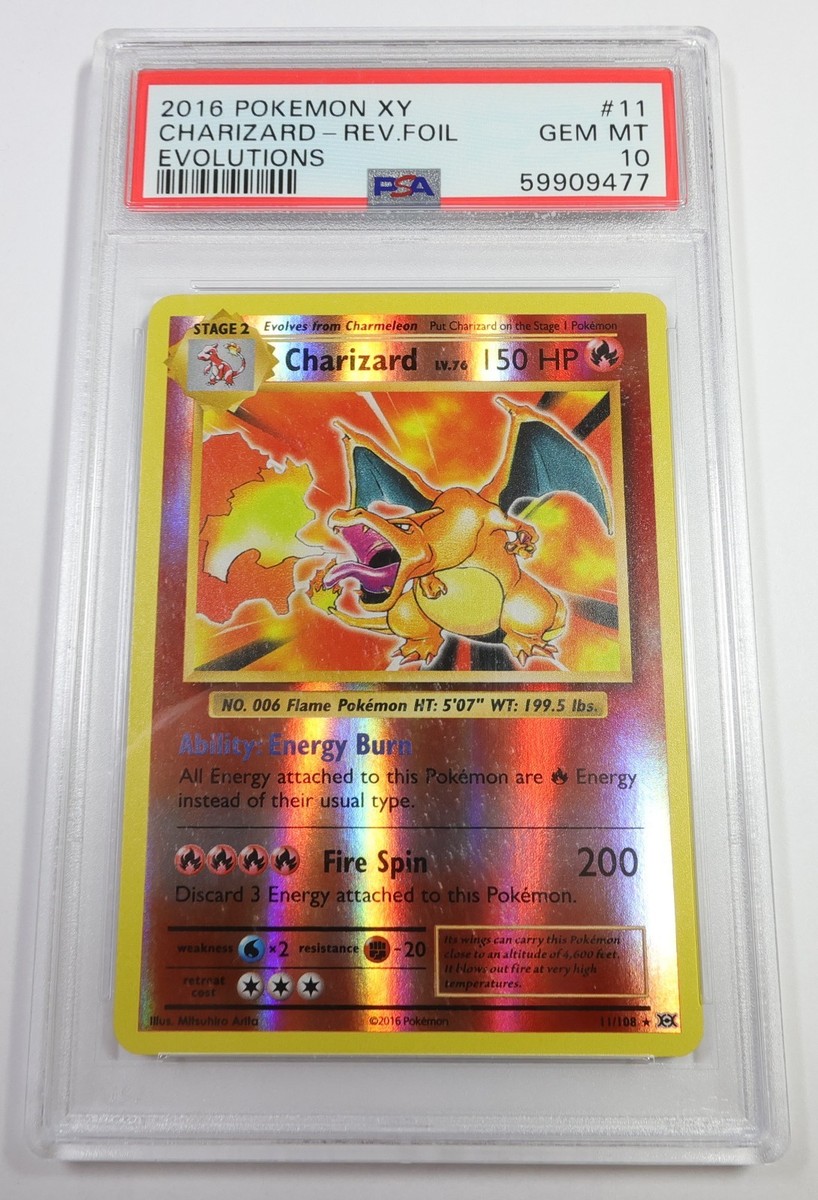 2016 POKEMON XY #11
CHARIZARD-REV.FOIL GEM MT
EVOLUTIONS 10
PSA 59909477
STAGE 2 Evolves from Charmeleon Put Charizard on the Stage 1 Pokémon
Charizard LV.76 150 HP
NO. 006 Flame Pokémon HT: 5'07" WT: 199.5 lbs.
Ability: Energy Burn
All Energy attached to this Pokémon are Energy
instead of their usual type.
Fire Spin 200
Discard 3 Energy attached to this Pokémon.
weakness ×2 resistance -20
retreat
cost
Its wings can carry this Pokémon
close to an altitude of 4,600 feet.
It blows out fire at very high
temperatures.
Illus. Mitsuhiro Arita ©2016 Pokémon 11/108